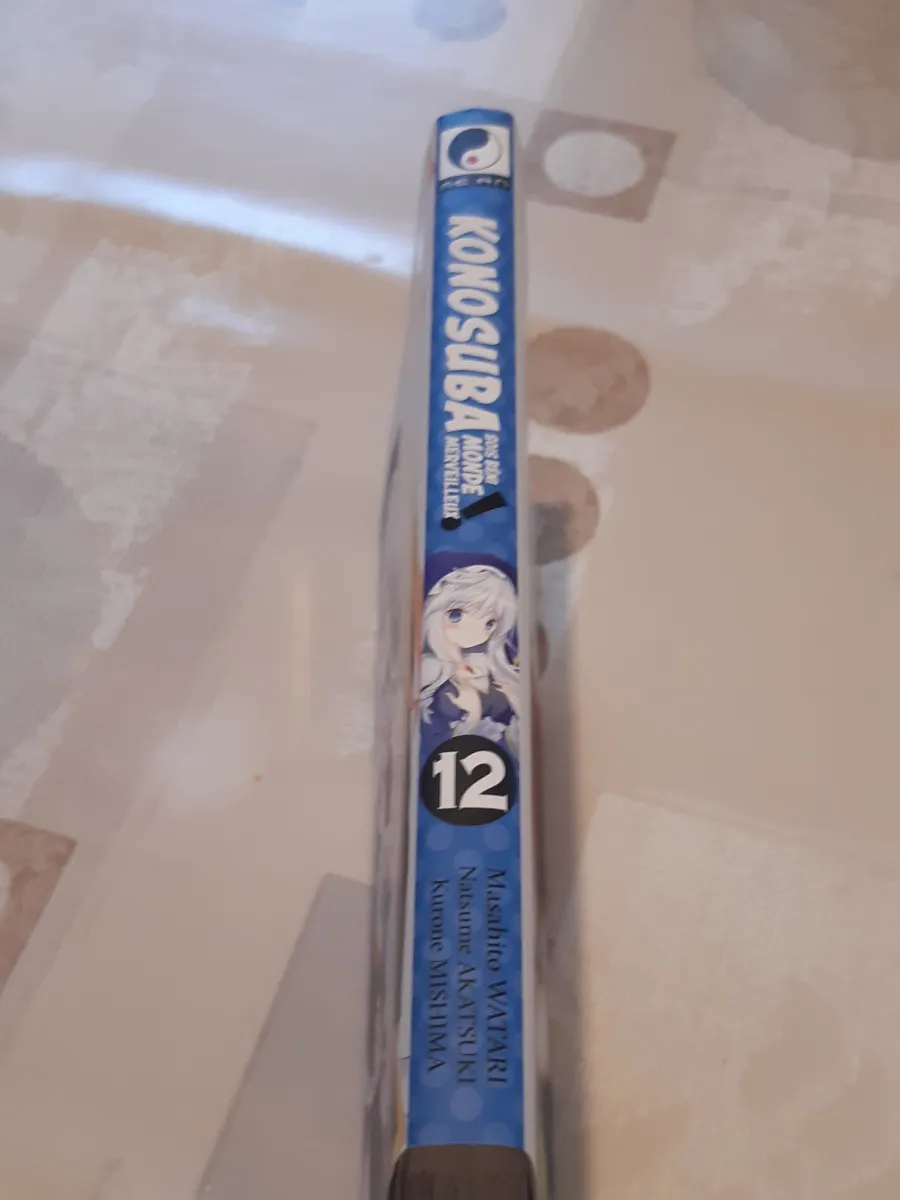 KONOSUBA
SOIS BÉNI
MONDE
MERVEILLEUX
!
12
Masahito WATARI
Natsume AKATSUKI
Kurone MISHIMA